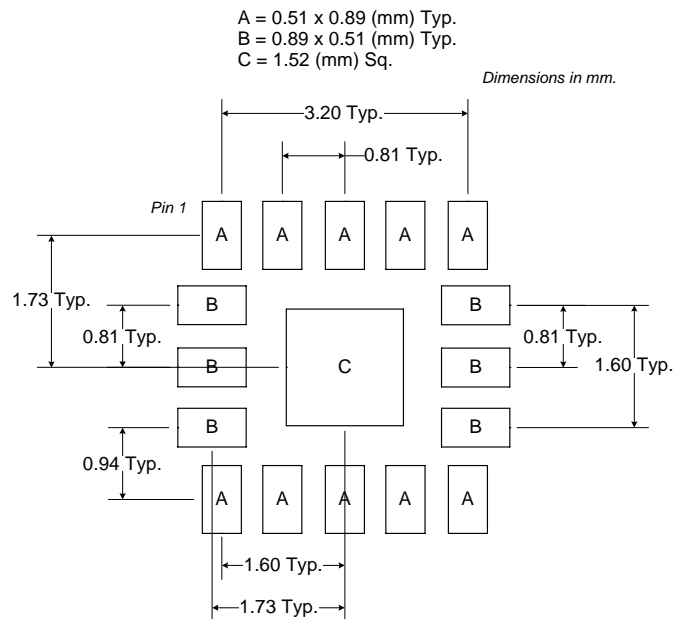 A = 0.51 x 0.89 (mm) Typ.
B = 0.89 x 0.51 (mm) Typ.
C = 1.52 (mm) Sq.
Dimensions in mm.
3.20 Typ.
0.81 Typ.
Pin 1
A A A A A
1.73 Typ.
B B
0.81 Typ. 0.81 Typ.
B C B
1.60 Typ.
B B
0.94 Typ.
A A A A A
1.60 Typ.
1.73 Typ.